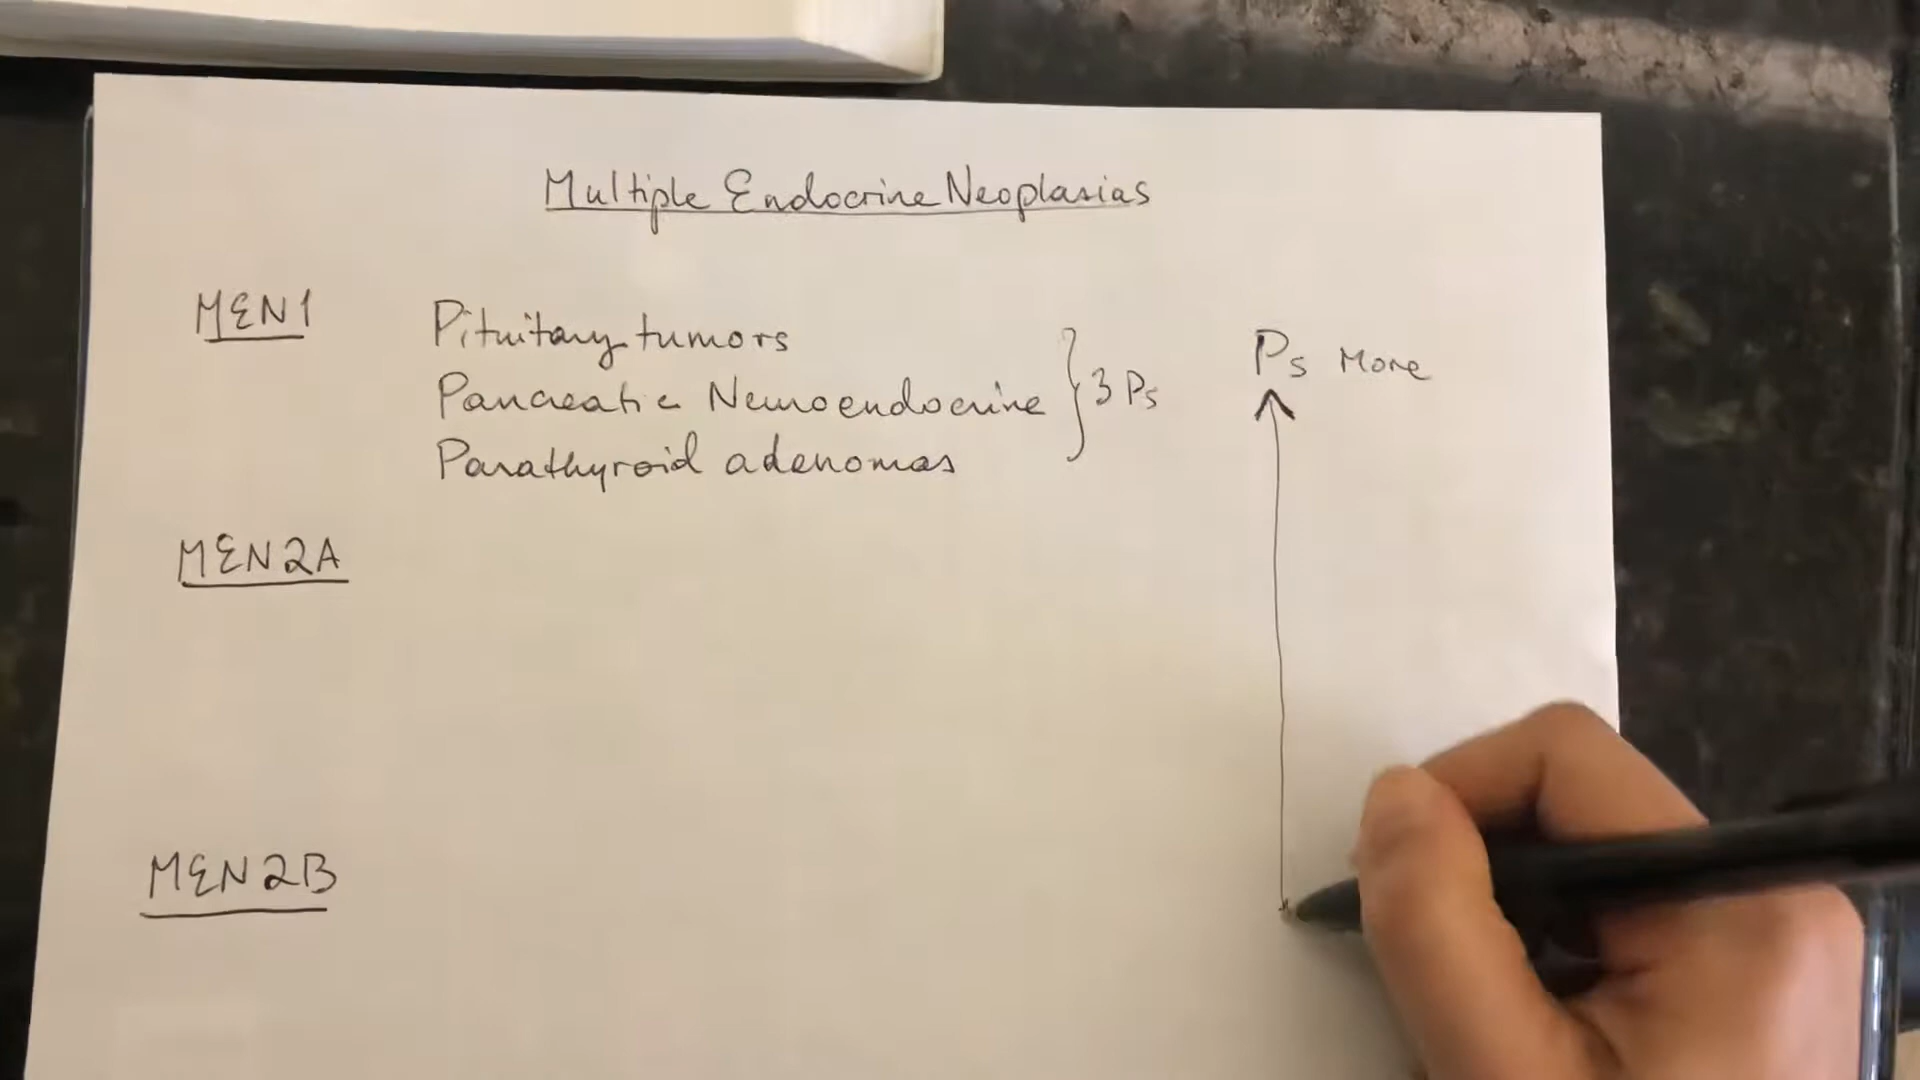 Multiple Endocrine Neoplasias
MEN1
Pituitary tumors
Pancreatic Neuroendocrine
Parathyroid adenomas
3 Ps
Ps More
MEN2A
MEN2B